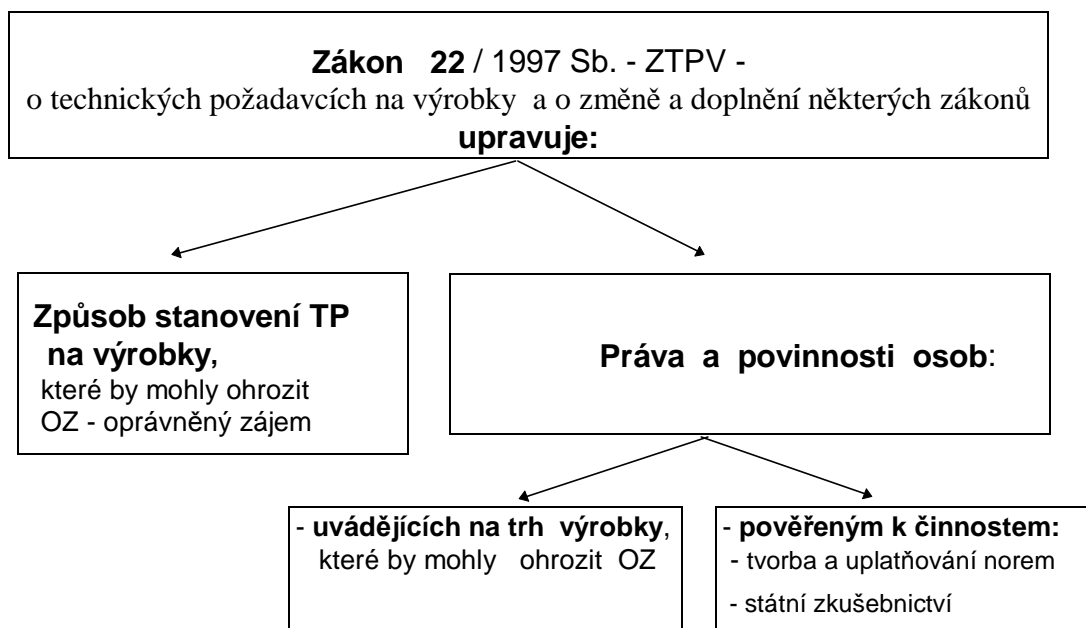 Zákon 22 / 1997 Sb. - ZTPV -
o technických požadavcích na výrobky a o změně a doplnění některých zákonů
upravuje:
Způsob stanovení TP
na výrobky,
které by mohly ohrozit
OZ - oprávněný zájem
Práva a povinnosti osob:
- uvádějících na trh výrobky,
které by mohly ohrozit OZ
- pověřeným k činnostem:
- tvorba a uplatňování norem
- státní zkušebnictví